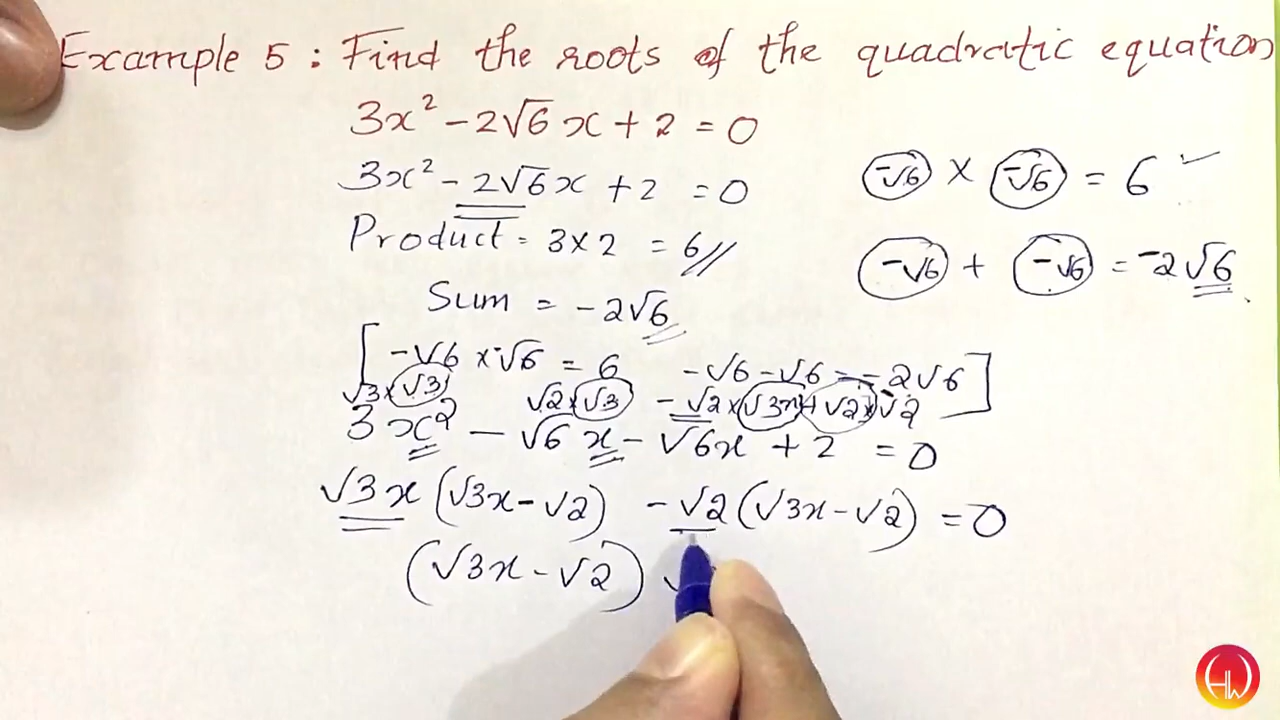 Example 5 : Find the roots of the quadratic equation
3x² - 2√6 x + 2 = 0
3x² - 2√6x + 2 = 0
-√6 × -√6 = 6
Product = 3×2 = 6
-√6 + -√6 = -2√6
Sum = -2√6
[ -√6 × -√6 = 6 -√6 -√6 = -2√6 ]
√3×√3 √2×√3 -√2×√3x+√2×√2
3x² - √6 x - √6x + 2 = 0
√3x (√3x - √2) -√2 (√3x - √2) = 0
(√3x - √2)
HW